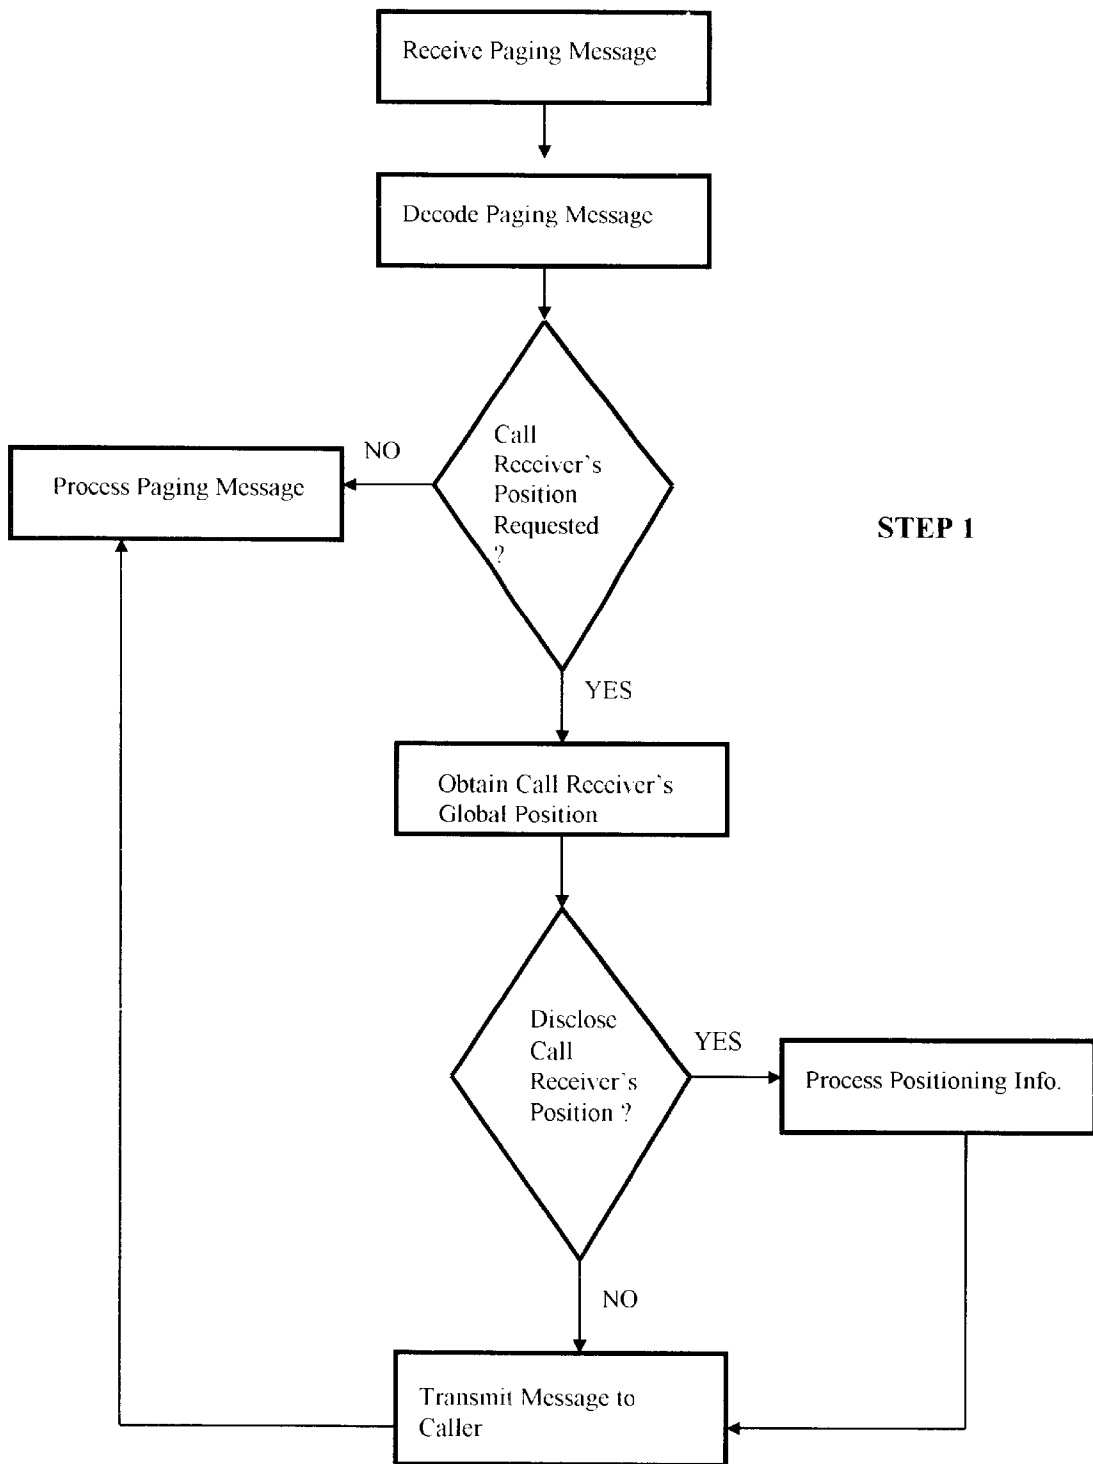 Receive Paging Message
Decode Paging Message
Call
Receiver's
Position
Requested
?
NO
Process Paging Message
STEP 1
YES
Obtain Call Receiver's
Global Position
Disclose
Call
Receiver's
Position ?
YES
Process Positioning Info.
NO
Transmit Message to
Caller